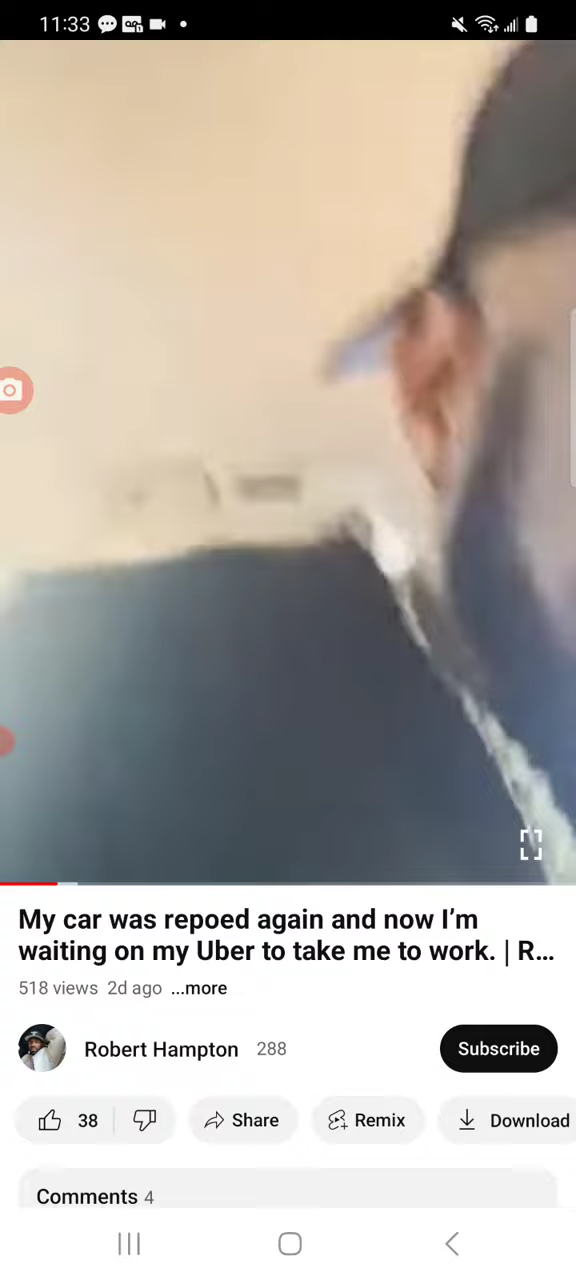 11:33
My car was repoed again and now I’m
waiting on my Uber to take me to work. | R...
518 views 2d ago ...more
Robert Hampton 288 Subscribe
38 Share Remix Download
Comments 4